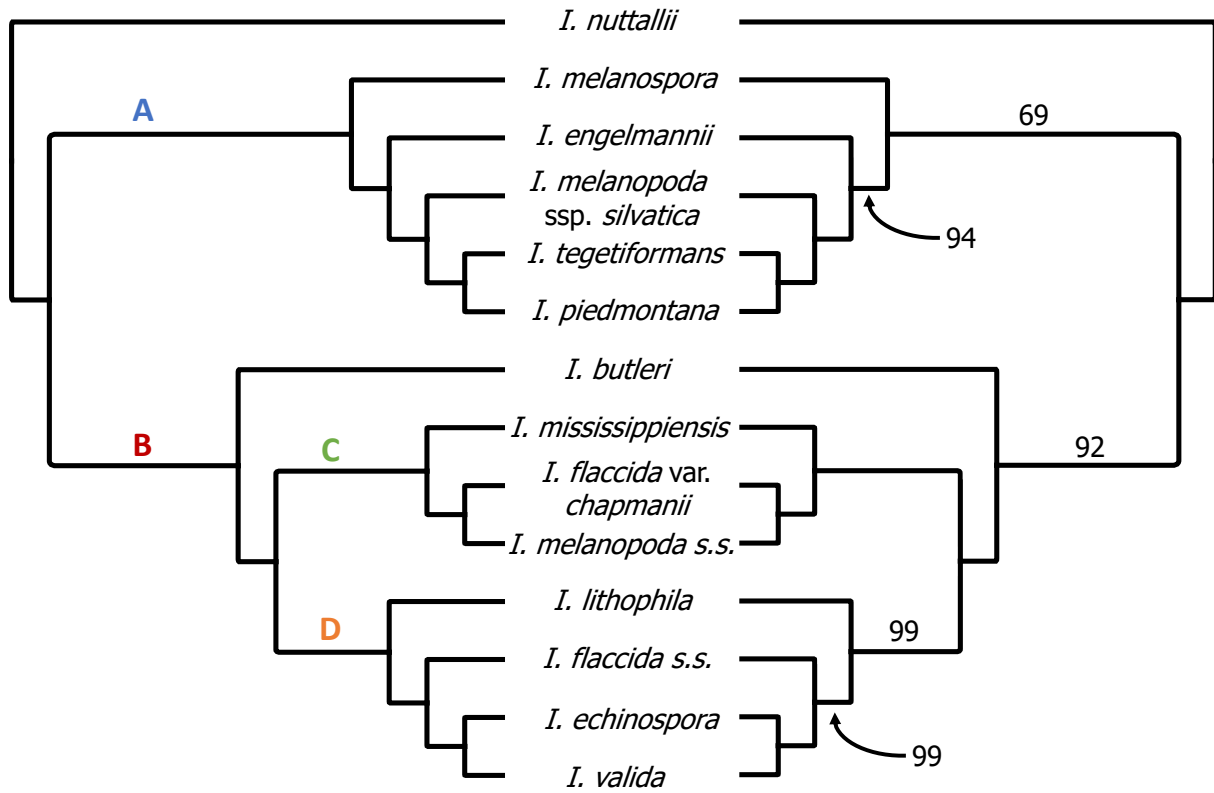 I. nuttallii
I. melanospora
A
69
I. engelmannii
I. melanopoda
ssp. silvatica
94
I. tegetiformans
I. piedmontana
I. butleri
I. mississippiensis
B
C
92
I. flaccida var.
chapmanii
I. melanopoda s.s.
I. lithophila
D
99
I. flaccida s.s.
I. echinospora
99
I. valida